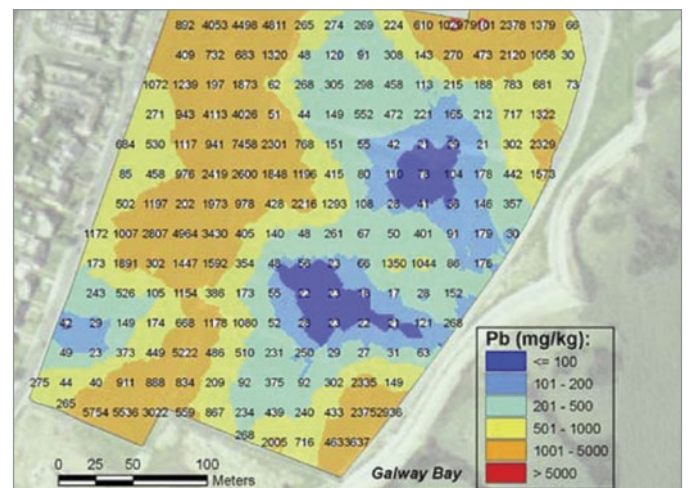 892 4053 4498 4811 265 274 269 224 610 2378 1379 66
409 732 683 1320 48 120 91 308 143 270 473 2120 1058 30
1072 1239 197 1873 62 268 305 298 458 113 215 188 783 681 73
271 943 4113 4026 51 44 149 552 472 221 165 212 717 1322
684 530 1117 941 7458 2301 768 151 55 42 21 302 2329
85 458 976 2419 2600 1848 1196 415 80 110 104 178 442 1573
502 1197 202 1973 978 428 2216 1293 108 28 41 146 357
1172 1007 2807 4964 3430 405 140 48 261 67 50 401 91 179 30
173 1891 302 1447 1592 354 48 66 1350 1044 86 176
243 526 105 1154 386 173 55 17 28 152
29 149 174 668 1178 1080 52 121 268
49 23 373 449 5222 486 510 231 250 29 27 31 63
275 44 40 911 888 834 209 92 375 92 302 2335 149
265 5754 5536 3022 559 867 234 439 240 433 2375 2936
268 2005 716 463 3637
Pb (mg/kg):
<= 100
101 - 200
201 - 500
501 - 1000
1001 - 5000
> 5000
0 25 50 100
Meters
Galway Bay